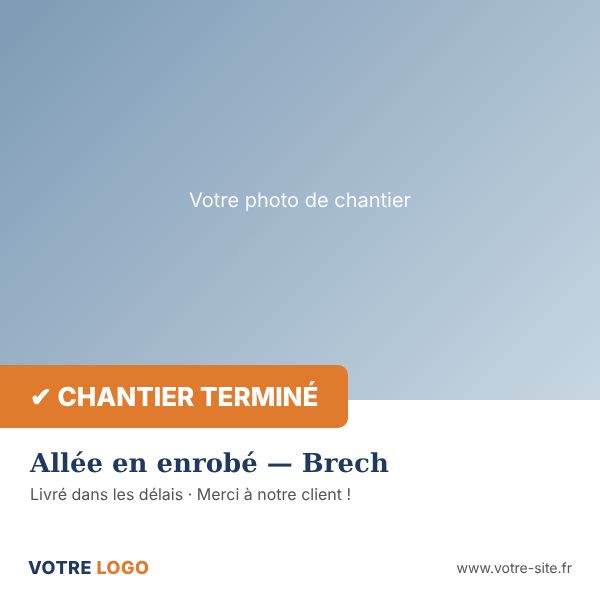 Votre photo de chantier
✔ CHANTIER TERMINÉ
Allée en enrobé — Brech
Livré dans les délais · Merci à notre client !
VOTRE LOGO
www.votre-site.fr